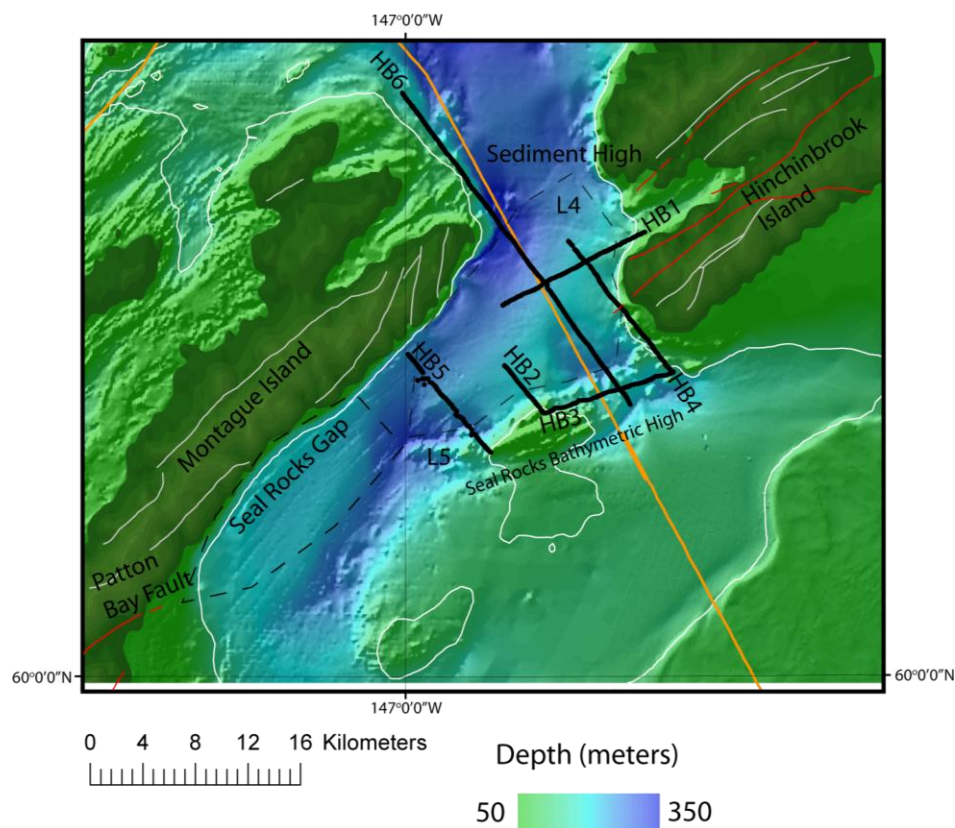 147°0'0"W
HB6
Sediment High
L4
HB1
Hinchinbrook
Island
HB5
HB2
HB3
HB4
Montague Island
Seal Rocks Gap
L5
Seal Rocks Bathymetric High
Patton
Bay Fault
60°0'0"N
60°0'0"N
147°0'0"W
0 4 8 12 16 Kilometers
Depth (meters)
50 350